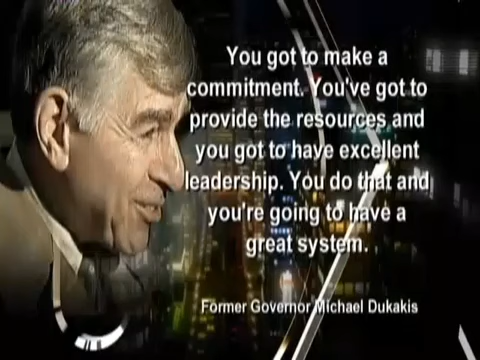 You got to make a
commitment. You've got to
provide the resources and
you got to have excellent
leadership. You do that and
you're going to have a
great system.
Former Governor Michael Dukakis